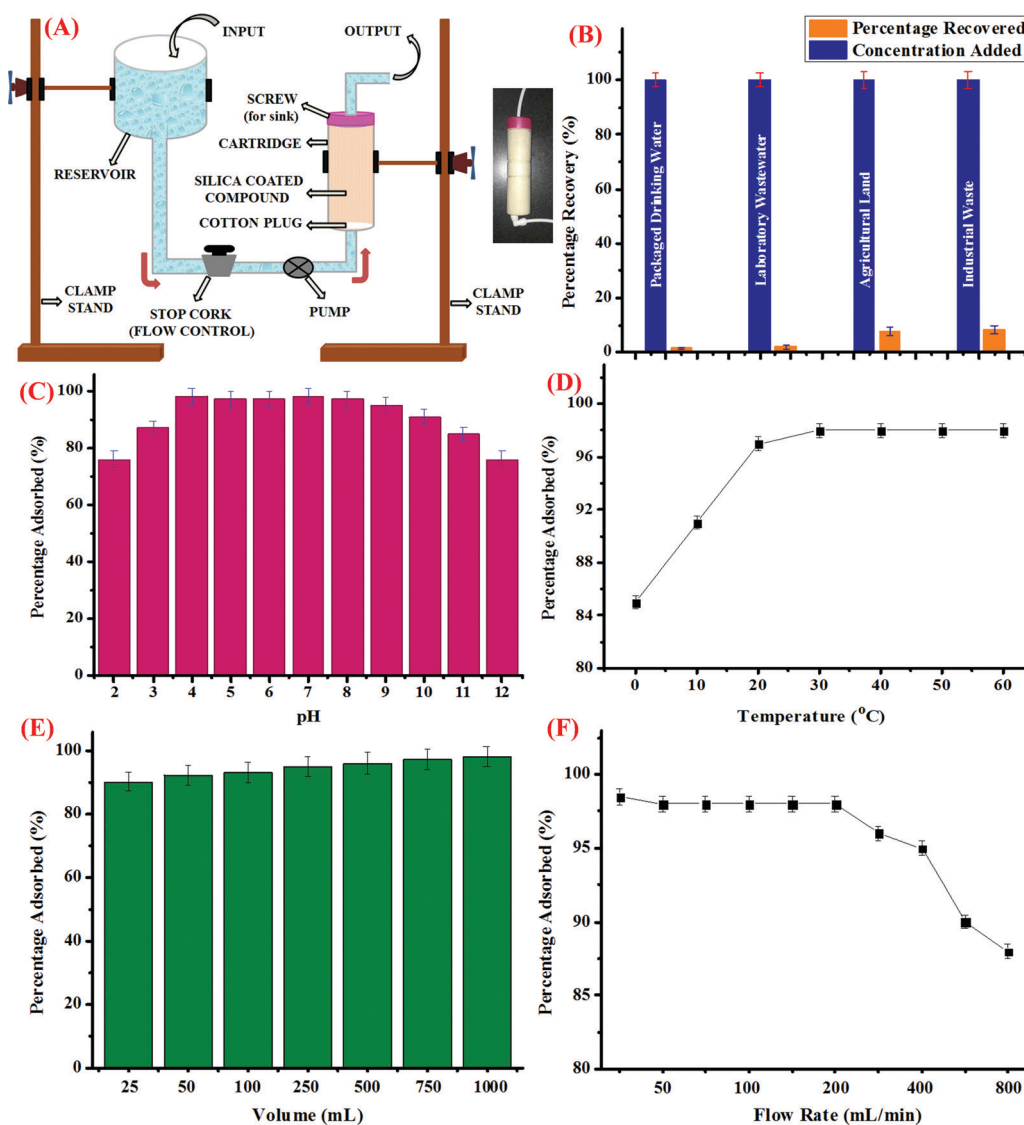 (A)
INPUT
OUTPUT
SCREW
(for sink)
CARTRIDGE
RESERVOIR
SILICA COATED
COMPOUND
COTTON PLUG
CLAMP
STAND
STOP CORK
(FLOW CONTROL)
PUMP
CLAMP
STAND
(B)
Percentage Recovered
Concentration Added
Percentage Recovery (%)
100
80
60
40
20
0
Packaged Drinking Water
Laboratory Wastewater
Agricultural Land
Industrial Waste
(C)
Percentage Adsorbed (%)
100
80
60
40
20
0
2 3 4 5 6 7 8 9 10 11 12
pH
(D)
Percentage Adsorbed (%)
100
96
92
88
84
80
0 10 20 30 40 50 60
Temperature (°C)
(E)
Percentage Adsorbed (%)
100
80
60
40
20
0
25 50 100 250 500 750 1000
Volume (mL)
(F)
Percentage Adsorbed (%)
100
95
90
85
80
50 100 200 400 800
Flow Rate (mL/min)